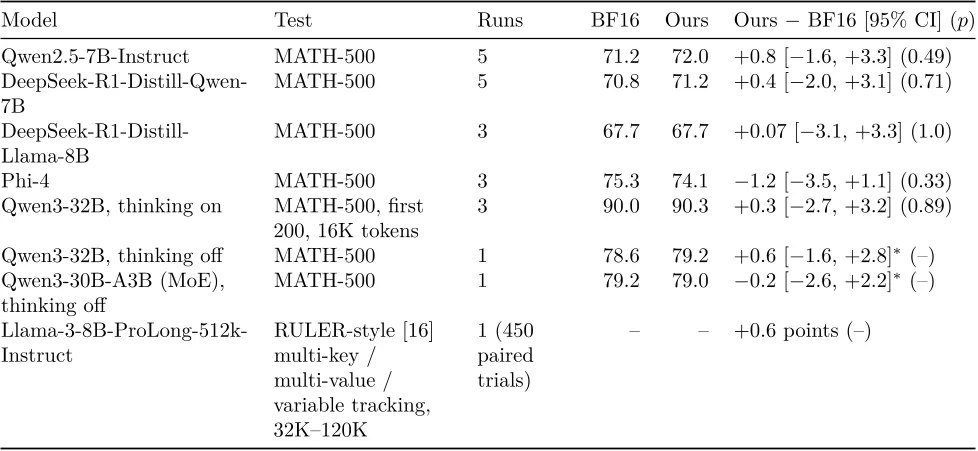 Model Test Runs BF16 Ours Ours − BF16 [95% CI] (p)
Qwen2.5-7B-Instruct MATH-500 5 71.2 72.0 +0.8 [−1.6, +3.3] (0.49)
DeepSeek-R1-Distill-Qwen- MATH-500 5 70.8 71.2 +0.4 [−2.0, +3.1] (0.71)
7B
DeepSeek-R1-Distill- MATH-500 3 67.7 67.7 +0.07 [−3.1, +3.3] (1.0)
Llama-8B
Phi-4 MATH-500 3 75.3 74.1 −1.2 [−3.5, +1.1] (0.33)
Qwen3-32B, thinking on MATH-500, first 3 90.0 90.3 +0.3 [−2.7, +3.2] (0.89)
200, 16K tokens
Qwen3-32B, thinking off MATH-500 1 78.6 79.2 +0.6 [−1.6, +2.8]* (–)
Qwen3-30B-A3B (MoE), MATH-500 1 79.2 79.0 −0.2 [−2.6, +2.2]* (–)
thinking off
Llama-3-8B-ProLong-512k- RULER-style [16] 1 (450 – – +0.6 points (–)
Instruct multi-key / paired
multi-value / trials)
variable tracking,
32K–120K